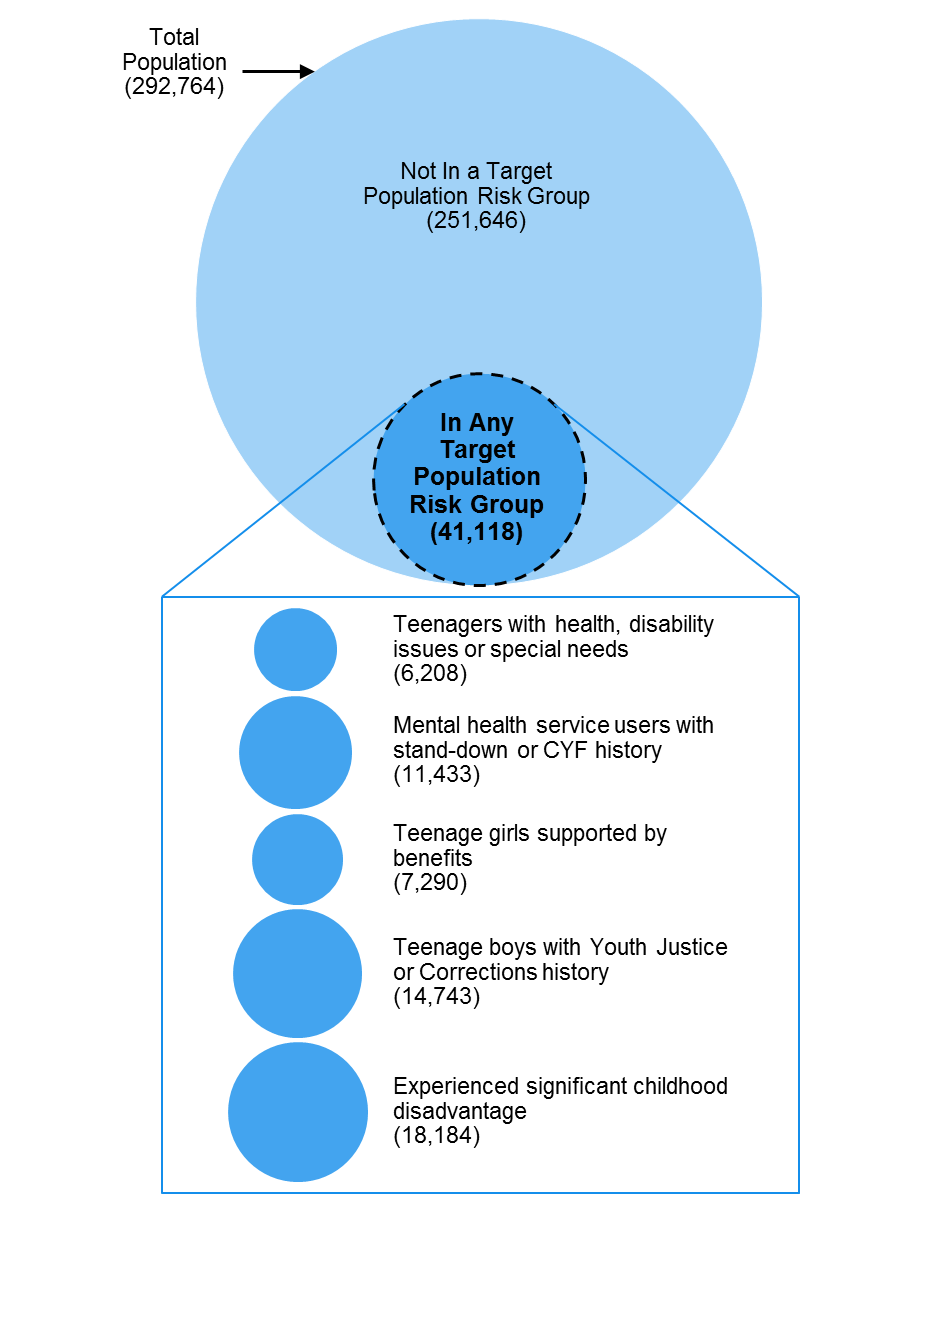 Total
Population
(292,764)
Not In a Target
Population Risk Group
(251,646)
In Any
Target
Population
Risk Group
(41,118)
Teenagers with health, disability
issues or special needs
(6,208)
Mental health service users with
stand-down or CYF history
(11,433)
Teenage girls supported by
benefits
(7,290)
Teenage boys with Youth Justice
or Corrections history
(14,743)
Experienced significant childhood
disadvantage
(18,184)